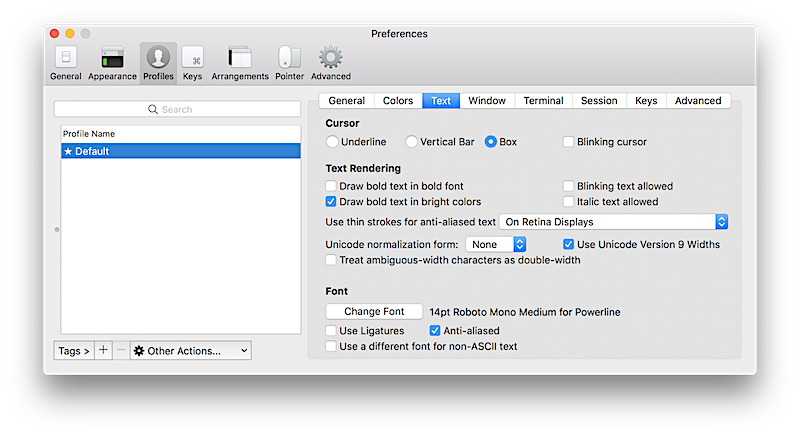 Preferences
General Appearance Profiles Keys Arrangements Pointer Advanced
Search
Profile Name
★ Default
Tags > + − Other Actions...
General Colors Text Window Terminal Session Keys Advanced
Cursor
Underline Vertical Bar Box Blinking cursor
Text Rendering
Draw bold text in bold font Blinking text allowed
Draw bold text in bright colors Italic text allowed
Use thin strokes for anti-aliased text On Retina Displays
Unicode normalization form: None Use Unicode Version 9 Widths
Treat ambiguous-width characters as double-width
Font
Change Font 14pt Roboto Mono Medium for Powerline
Use Ligatures Anti-aliased
Use a different font for non-ASCII text